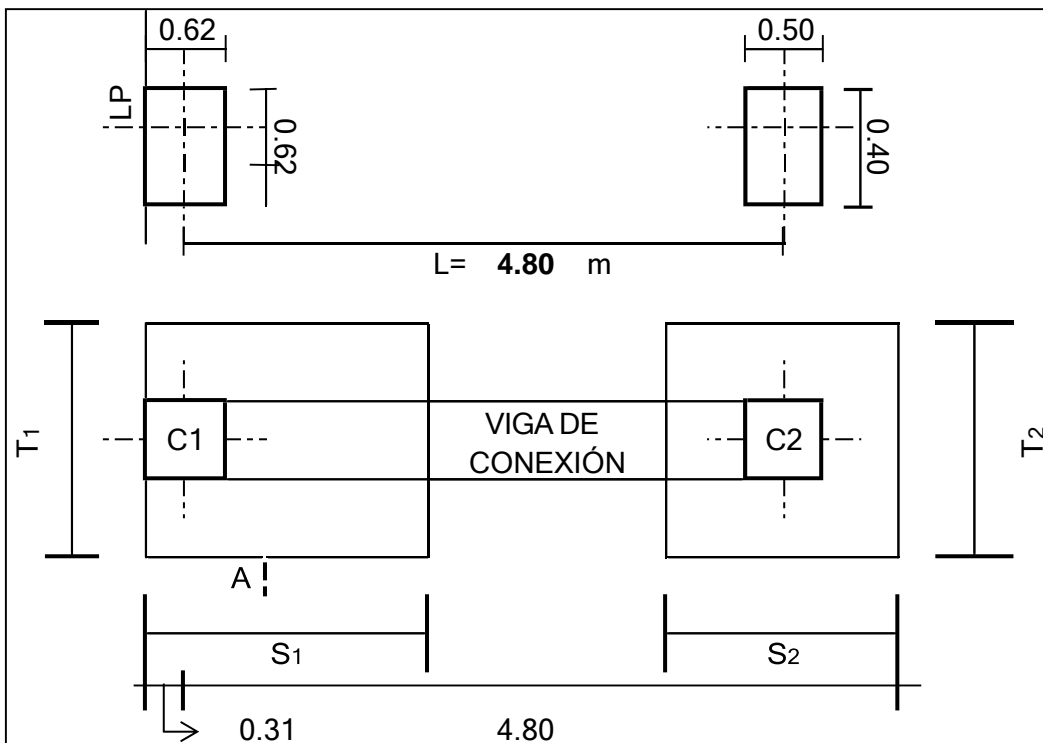 0.62
0.50
LP
0.62
0.40
L= 4.80 m
T1
C1
VIGA DE
CONEXIÓN
C2
T2
A
S1
S2
0.31
4.80